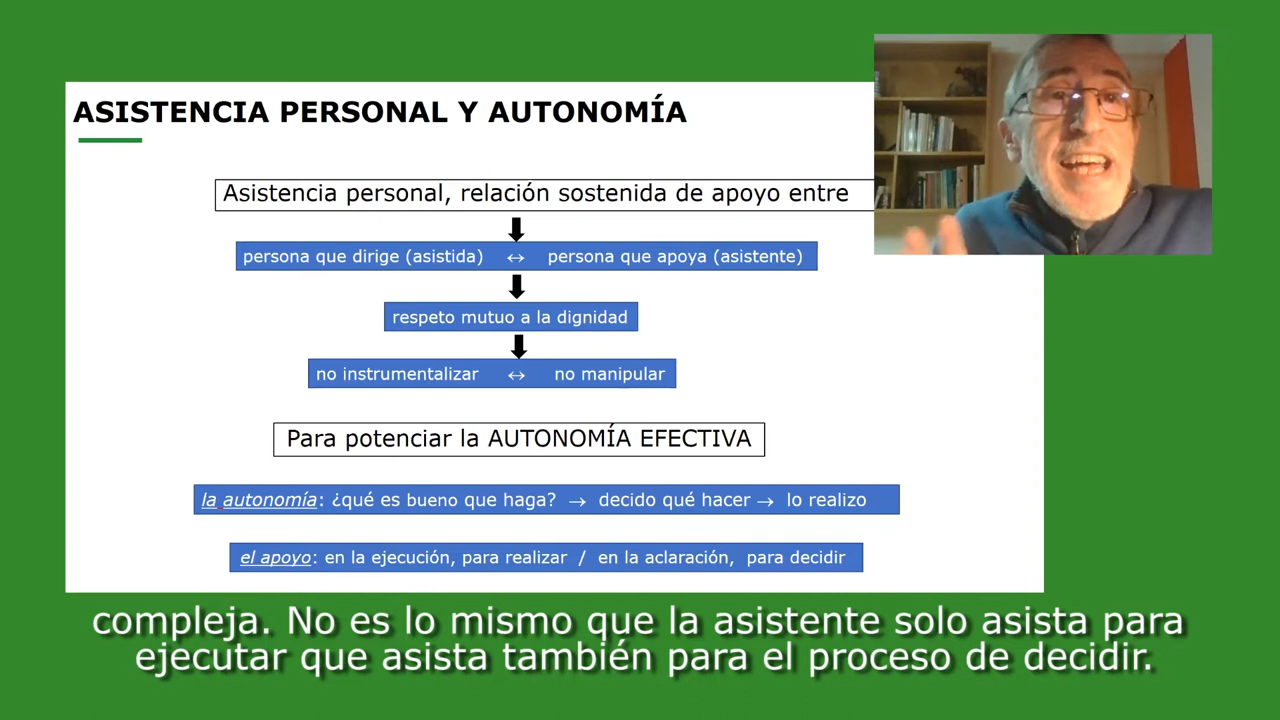 ASISTENCIA PERSONAL Y AUTONOMÍA
Asistencia personal, relación sostenida de apoyo entre
persona que dirige (asistida) ↔ persona que apoya (asistente)
respeto mutuo a la dignidad
no instrumentalizar ↔ no manipular
Para potenciar la AUTONOMÍA EFECTIVA
la autonomía: ¿qué es bueno que haga? → decido qué hacer → lo realizo
el apoyo: en la ejecución, para realizar / en la aclaración, para decidir
compleja. No es lo mismo que la asistente solo asista para
ejecutar que asista también para el proceso de decidir.